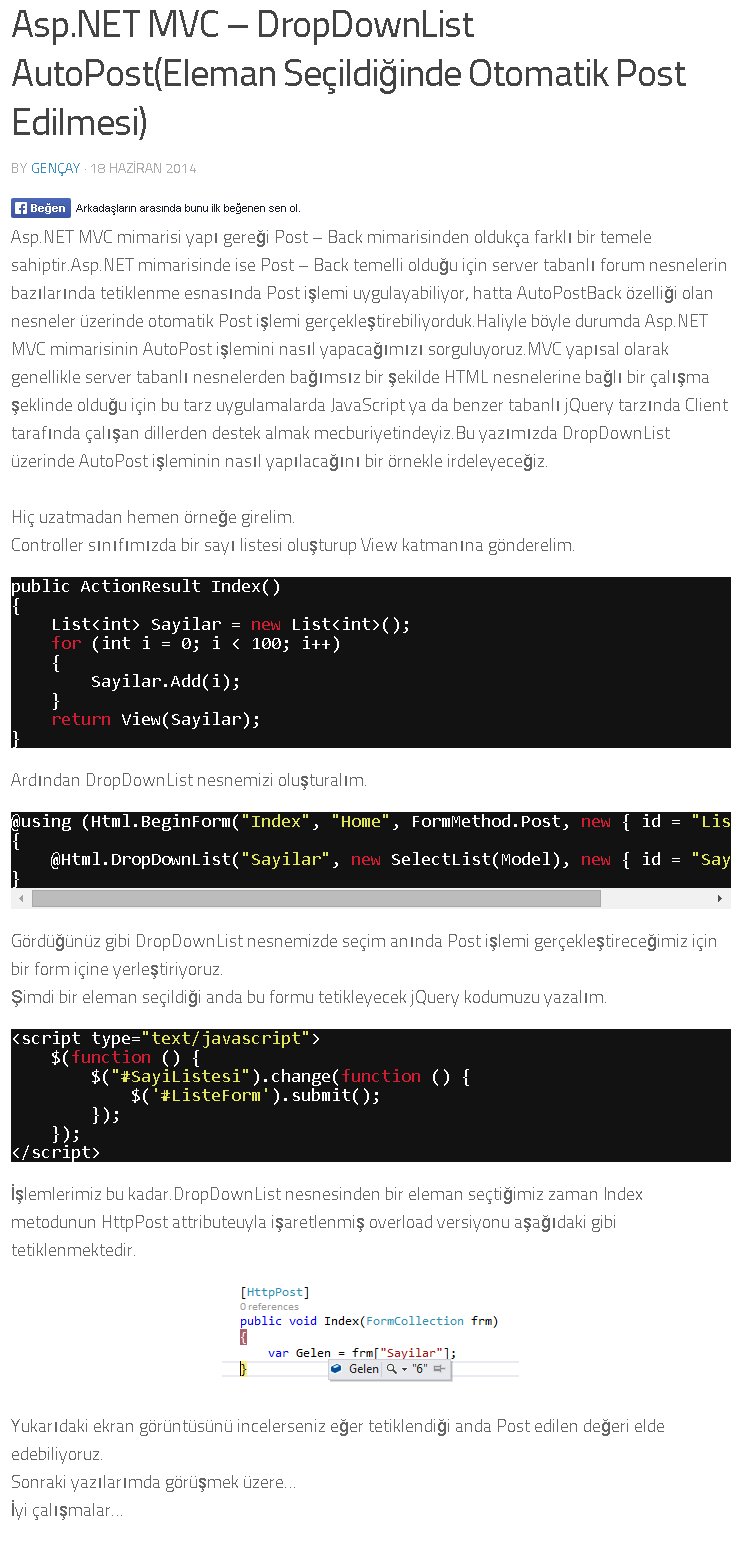 Asp.NET MVC – DropDownList
AutoPost(Eleman Seçildiğinde Otomatik Post
Edilmesi)
BY GENÇAY · 18 HAZİRAN 2014
Beğen Arkadaşların arasında bunu ilk beğenen sen ol.
Asp.NET MVC mimarisi yapı gereği Post – Back mimarisinden oldukça farklı bir temele
sahiptir.Asp.NET mimarisinde ise Post – Back temelli olduğu için server tabanlı forum nesnelerin
bazılarında tetiklenme esnasında Post işlemi uygulayabiliyor, hatta AutoPostBack özelliği olan
nesneler üzerinde otomatik Post işlemi gerçekleştirebiliyorduk.Haliyle böyle durumda Asp.NET
MVC mimarisinin AutoPost işlemini nasıl yapacağımızı sorguluyoruz.MVC yapısal olarak
genellikle server tabanlı nesnelerden bağımsız bir şekilde HTML nesnelerine bağlı bir çalışma
şeklinde olduğu için bu tarz uygulamalarda JavaScript ya da benzer tabanlı jQuery tarzında Client
tarafında çalışan dillerden destek almak mecburiyetindeyiz.Bu yazımızda DropDownList
üzerinde AutoPost işleminin nasıl yapılacağını bir örnekle irdeleyeceğiz.
Hiç uzatmadan hemen örneğe girelim.
Controller sınıfımızda bir sayı listesi oluşturup View katmanına gönderelim.
public ActionResult Index()
{
    List<int> Sayilar = new List<int>();
    for (int i = 0; i < 100; i++)
    {
        Sayilar.Add(i);
    }
    return View(Sayilar);
}
Ardından DropDownList nesnemizi oluşturalım.
@using (Html.BeginForm("Index", "Home", FormMethod.Post, new { id = "Lis
{
    @Html.DropDownList("Sayilar", new SelectList(Model), new { id = "Say
}
Gördüğünüz gibi DropDownList nesnemizde seçim anında Post işlemi gerçekleştireceğimiz için
bir form içine yerleştiriyoruz.
Şimdi bir eleman seçildiği anda bu formu tetikleyecek jQuery kodumuzu yazalım.
<script type="text/javascript">
    $(function () {
        $("#SayiListesi").change(function () {
            $('#ListeForm').submit();
        });
    });
</script>
İşlemlerimiz bu kadar.DropDownList nesnesinden bir eleman seçtiğimiz zaman Index
metodunun HttpPost attributeuyla işaretlenmiş overload versiyonu aşağıdaki gibi
tetiklenmektedir.
[HttpPost]
0 references
public void Index(FormCollection frm)
{
    var Gelen = frm["Sayilar"];
} Gelen "6"
Yukarıdaki ekran görüntüsünü incelerseniz eğer tetiklendiği anda Post edilen değeri elde
edebiliyoruz.
Sonraki yazılarımda görüşmek üzere…
İyi çalışmalar…